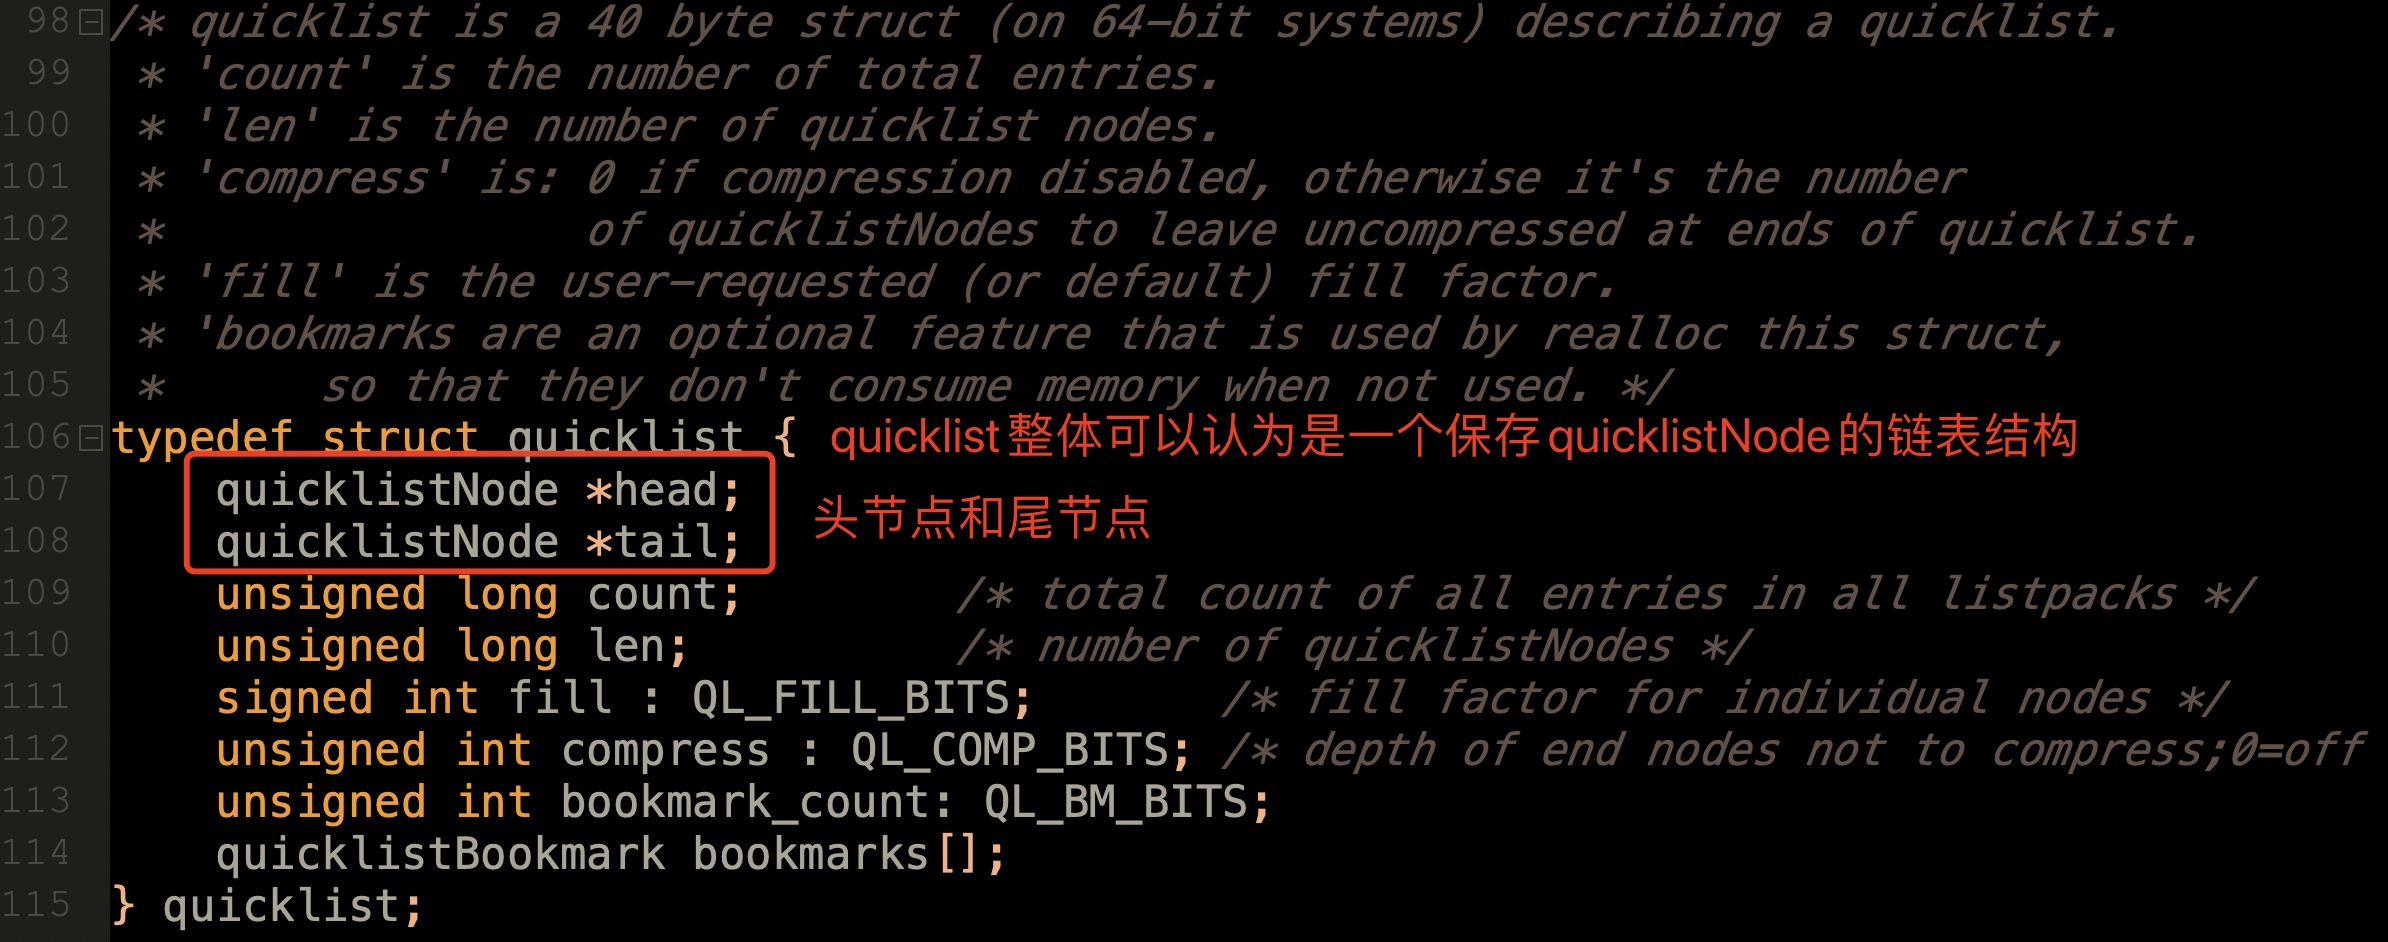 98 /* quicklist is a 40 byte struct (on 64-bit systems) describing a quicklist.
99  * 'count' is the number of total entries.
100  * 'len' is the number of quicklist nodes.
101  * 'compress' is: 0 if compression disabled, otherwise it's the number
102  *                of quicklistNodes to leave uncompressed at ends of quicklist.
103  * 'fill' is the user-requested (or default) fill factor.
104  * 'bookmarks are an optional feature that is used by realloc this struct,
105  *      so that they don't consume memory when not used. */
106 typedef struct quicklist { quicklist整体可以认为是一个保存quicklistNode的链表结构
107     quicklistNode *head;
头节点和尾节点
108     quicklistNode *tail;
109     unsigned long count;        /* total count of all entries in all listpacks */
110     unsigned long len;          /* number of quicklistNodes */
111     signed int fill : QL_FILL_BITS;       /* fill factor for individual nodes */
112     unsigned int compress : QL_COMP_BITS; /* depth of end nodes not to compress;0=off
113     unsigned int bookmark_count: QL_BM_BITS;
114     quicklistBookmark bookmarks[];
115 } quicklist;